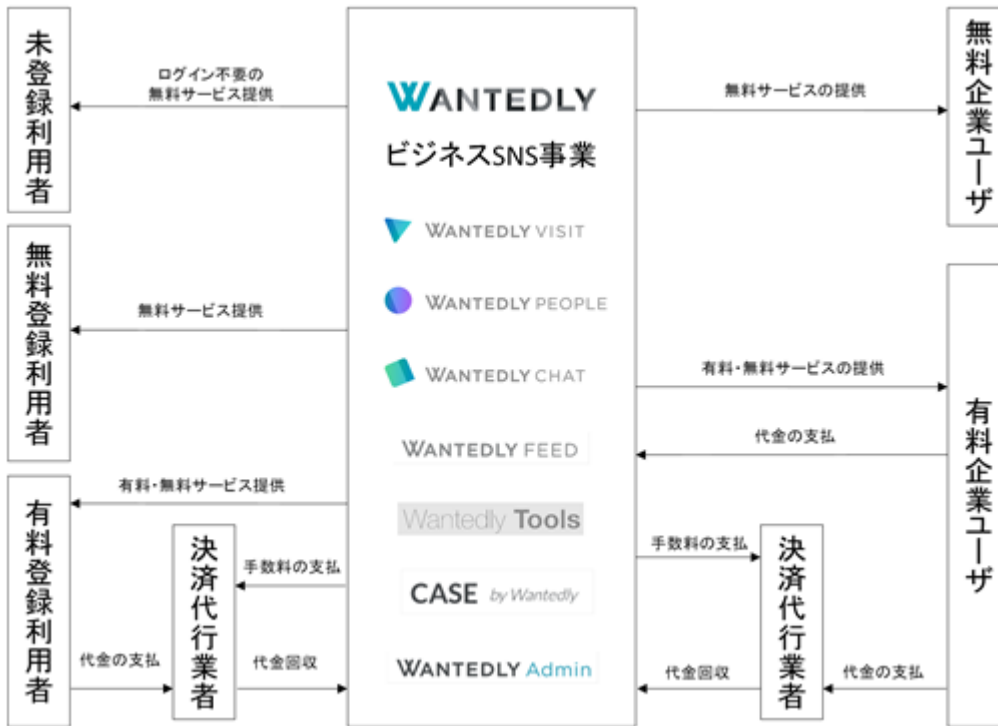 未登録利用者
ログイン不要の
無料サービス提供
無料登録利用者
無料サービス提供
有料登録利用者
有料・無料サービス提供
決済代行業者
手数料の支払
代金の支払
代金回収
WANTEDLY
ビジネスSNS事業
WANTEDLY VISIT
WANTEDLY PEOPLE
WANTEDLY CHAT
WANTEDLY FEED
Wantedly Tools
CASE by Wantedly
WANTEDLY Admin
無料サービスの提供
無料企業ユーザ
有料・無料サービスの提供
代金の支払
有料企業ユーザ
手数料の支払
決済代行業者
代金回収
代金の支払